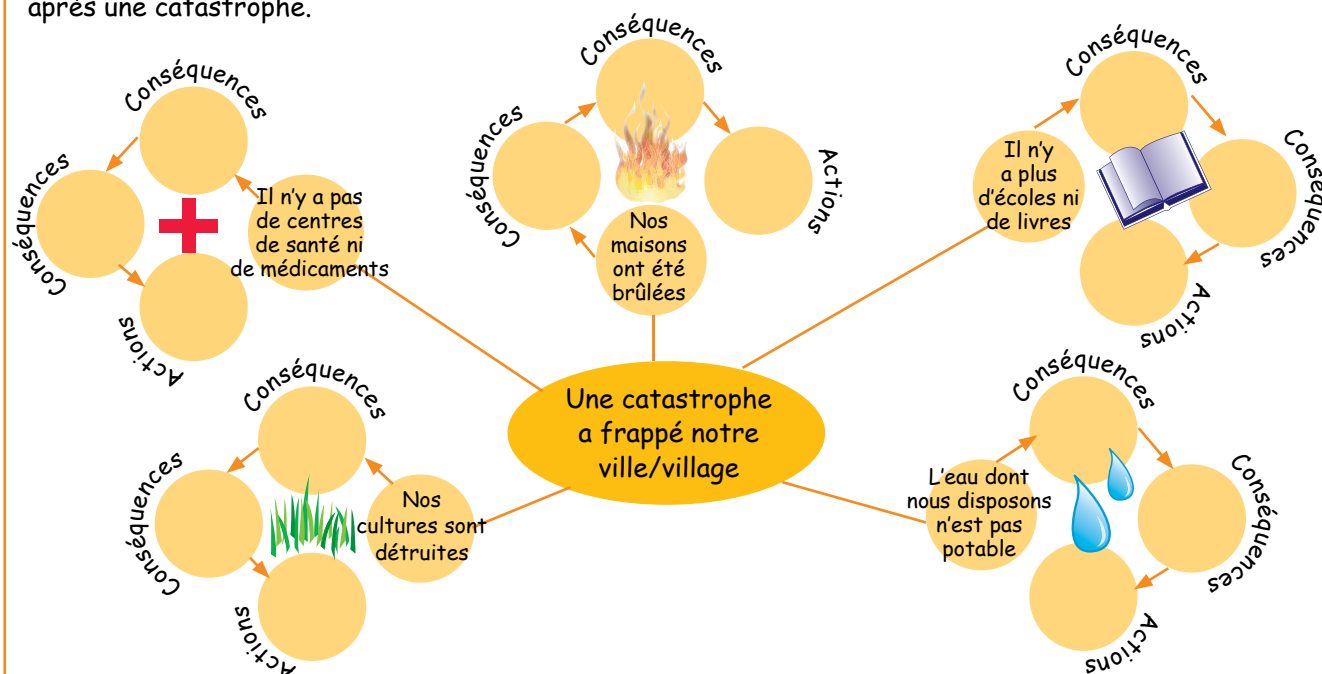 après une catastrophe.
Conséquences
Conséquences
Actions
Il n'y a pas
de centres
de santé ni
de médicaments
Conséquences
Conséquences
Actions
Nos
maisons
ont été
brûlées
Conséquences
Conséquences
Actions
Il n'y
a plus
d'écoles ni
de livres
Une catastrophe
a frappé notre
ville/village
Conséquences
Conséquences
Actions
Nos
cultures sont
détruites
Conséquences
Conséquences
Actions
L'eau dont
nous disposons
n'est pas
potable